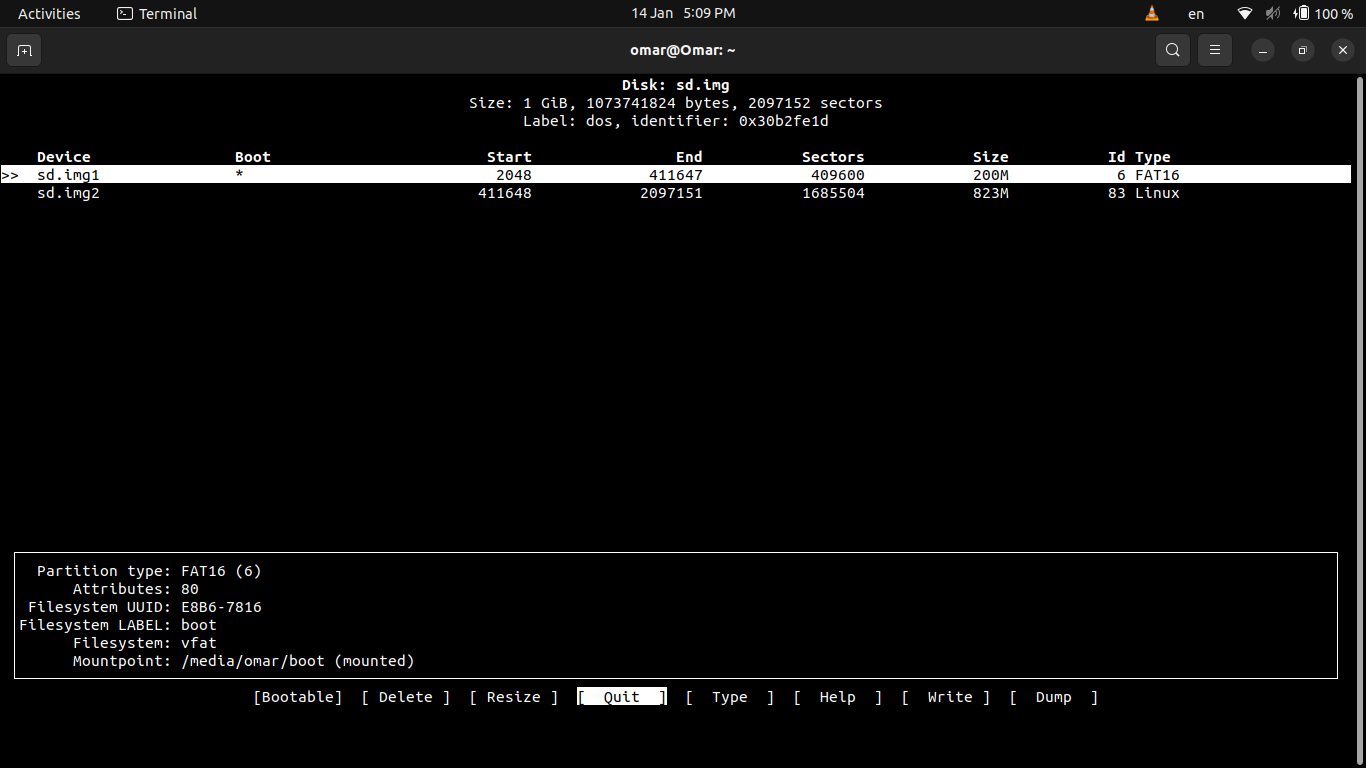 Activities Terminal 14 Jan 5:09 PM en 100 %
omar@Omar: ~
Disk: sd.img
Size: 1 GiB, 1073741824 bytes, 2097152 sectors
Label: dos, identifier: 0x30b2fe1d
Device Boot Start End Sectors Size Id Type
>> sd.img1 * 2048 411647 409600 200M 6 FAT16
sd.img2 411648 2097151 1685504 823M 83 Linux
Partition type: FAT16 (6)
Attributes: 80
Filesystem UUID: E8B6-7816
Filesystem LABEL: boot
Filesystem: vfat
Mountpoint: /media/omar/boot (mounted)
[Bootable] [ Delete ] [ Resize ] [ Quit ] [ Type ] [ Help ] [ Write ] [ Dump ]